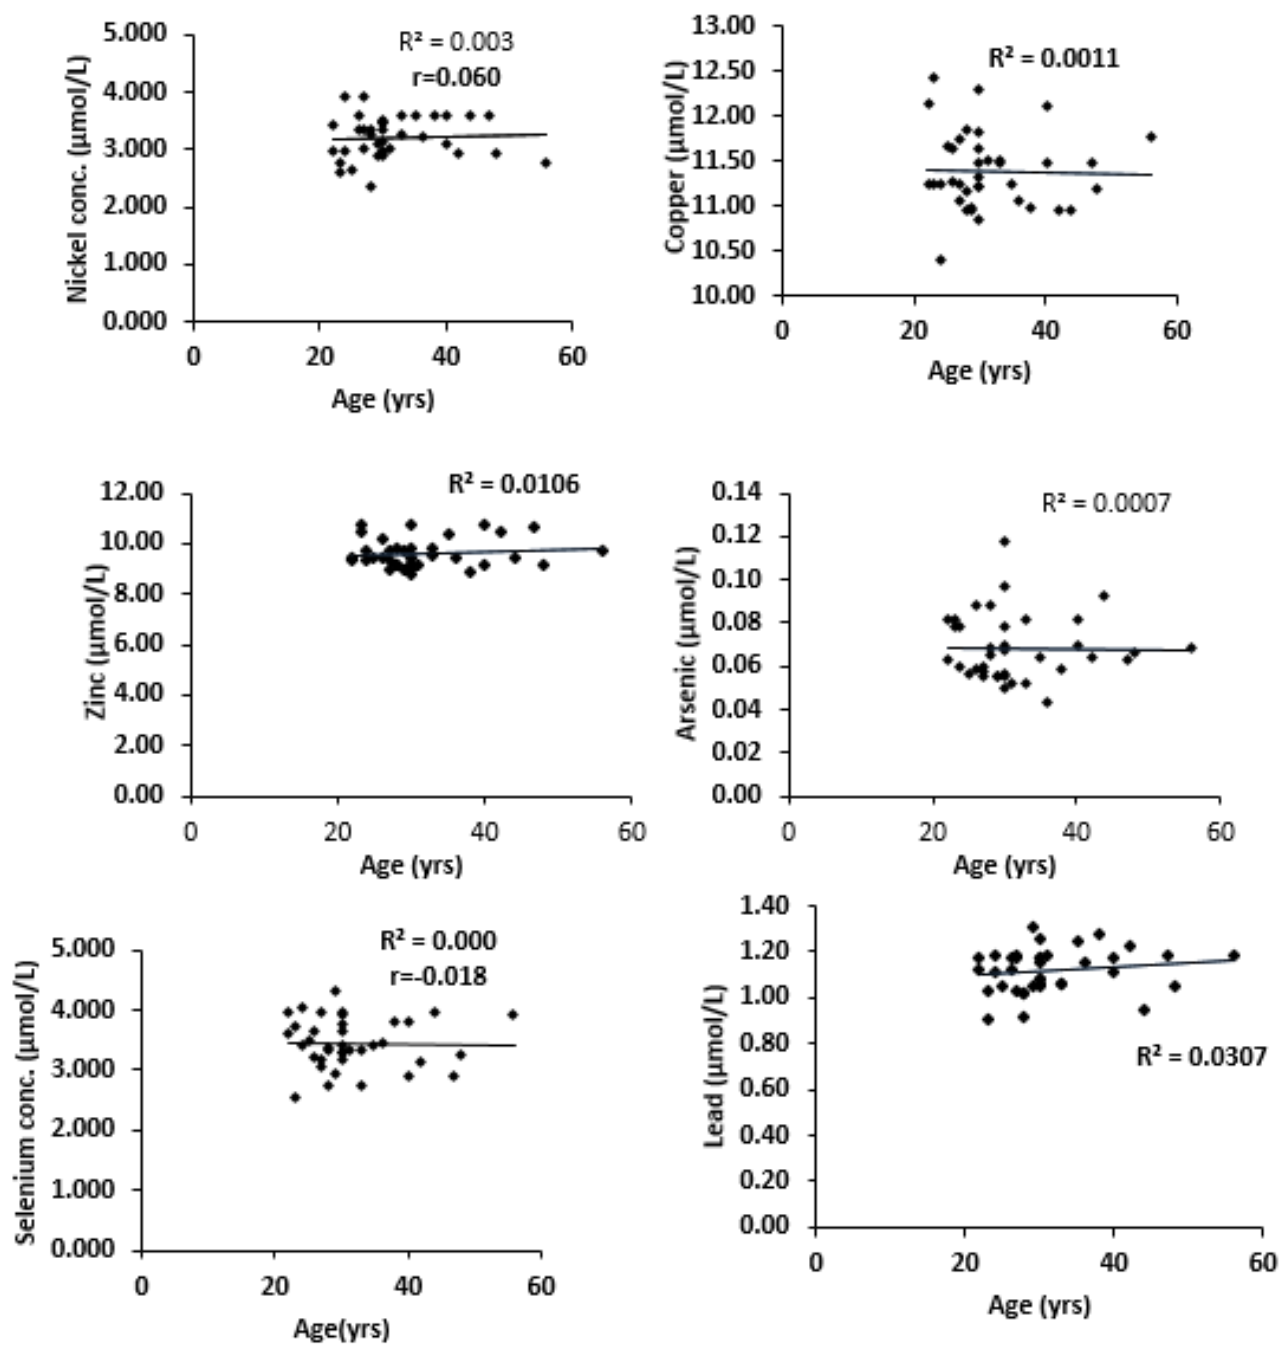 R² = 0.003
r=0.060
Nickel conc. (µmol/L)
5.000
4.000
3.000
2.000
1.000
0.000
0 20 40 60
Age (yrs)
R² = 0.0011
Copper (µmol/L)
13.00
12.50
12.00
11.50
11.00
10.50
10.00
0 20 40 60
Age (yrs)
R² = 0.0106
Zinc (µmol/L)
12.00
10.00
8.00
6.00
4.00
2.00
0.00
0 20 40 60
Age (yrs)
R² = 0.0007
Arsenic (µmol/L)
0.14
0.12
0.10
0.08
0.06
0.04
0.02
0.00
0 20 40 60
Age (yrs)
R² = 0.000
r=-0.018
Selenium conc. (µmol/L)
5.000
4.000
3.000
2.000
1.000
0.000
0 20 40 60
Age(yrs)
Lead (µmol/L)
1.40
1.20
1.00
0.80
0.60
0.40
0.20
0.00
R² = 0.0307
0 20 40 60
Age (yrs)